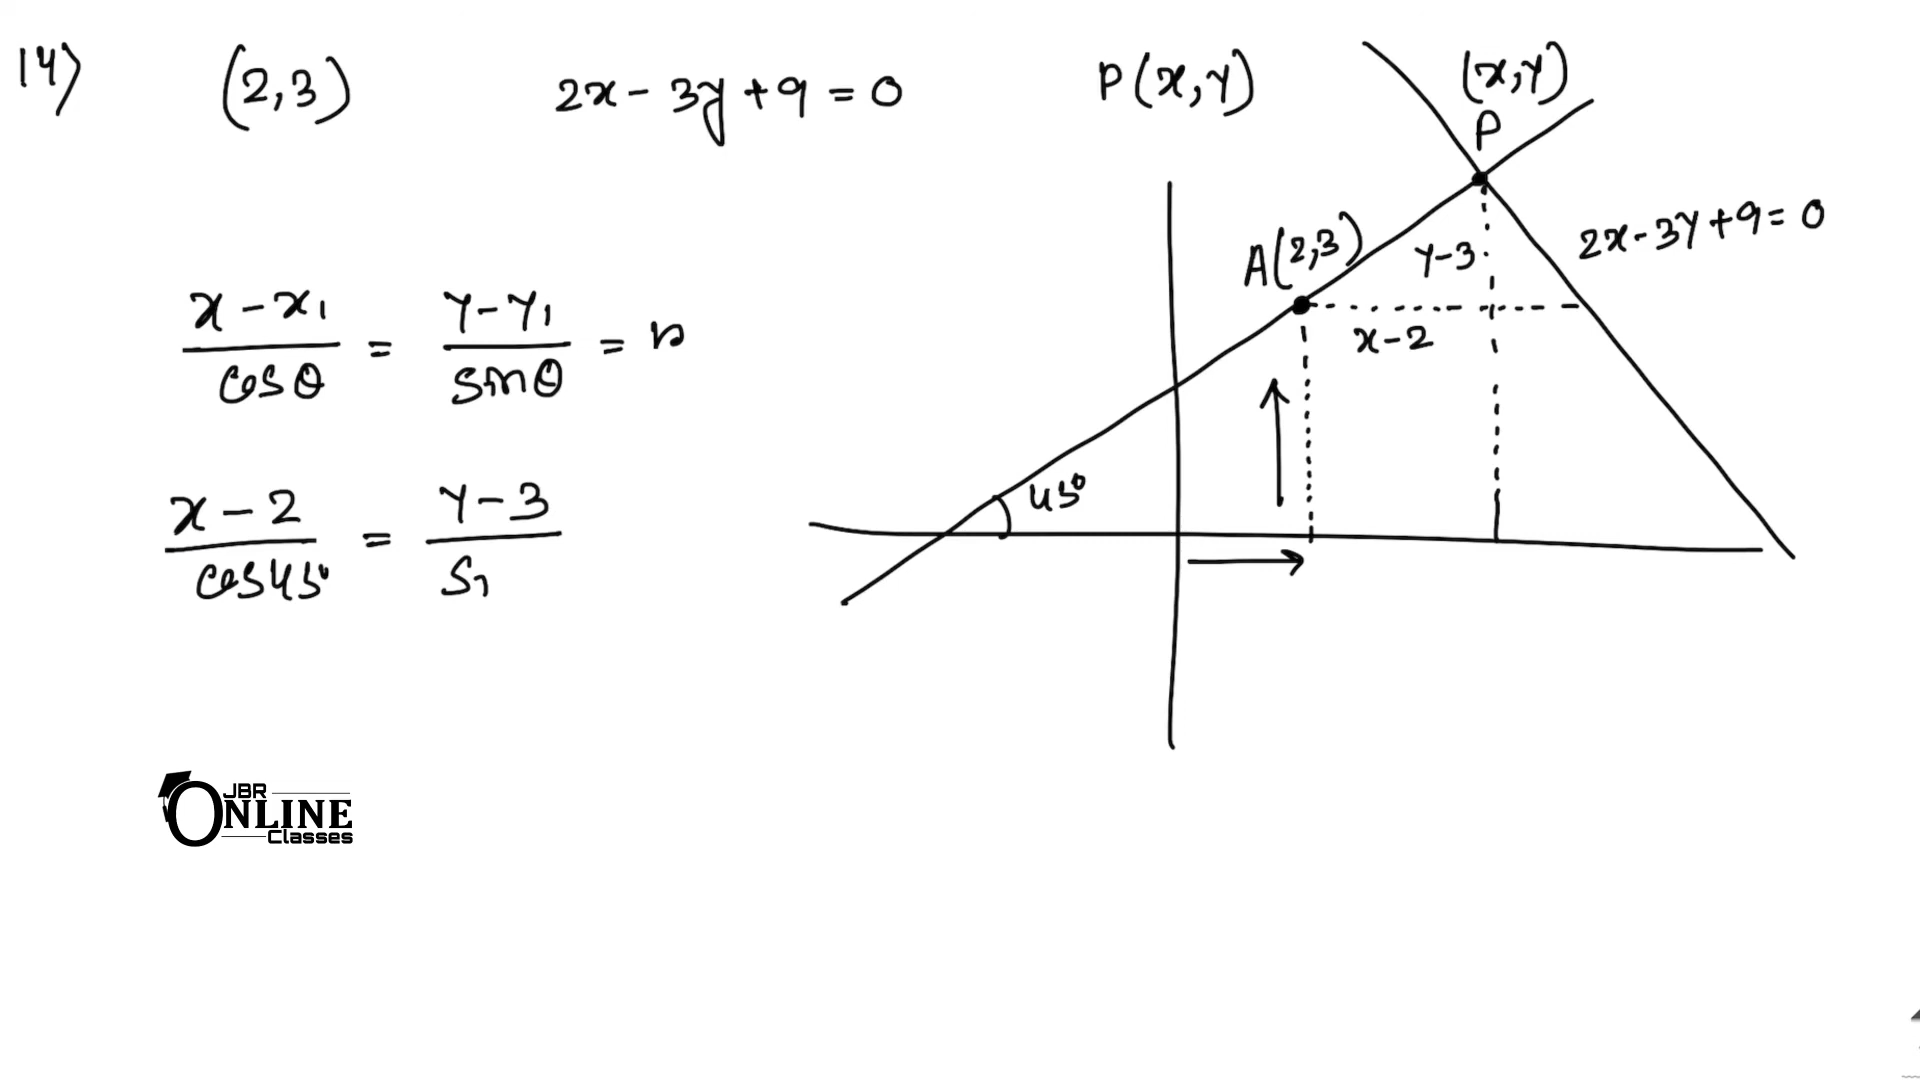 14) (2,3) 2x - 3y + 9 = 0 P(x,y) (x,y)
P
A(2,3) y-3 2x-3y+9=0
x - x₁ / cosθ = y - y₁ / sinθ = r
x-2
45°
x - 2 / cos45° = y - 3 / si
JBR
ONLINE
Classes